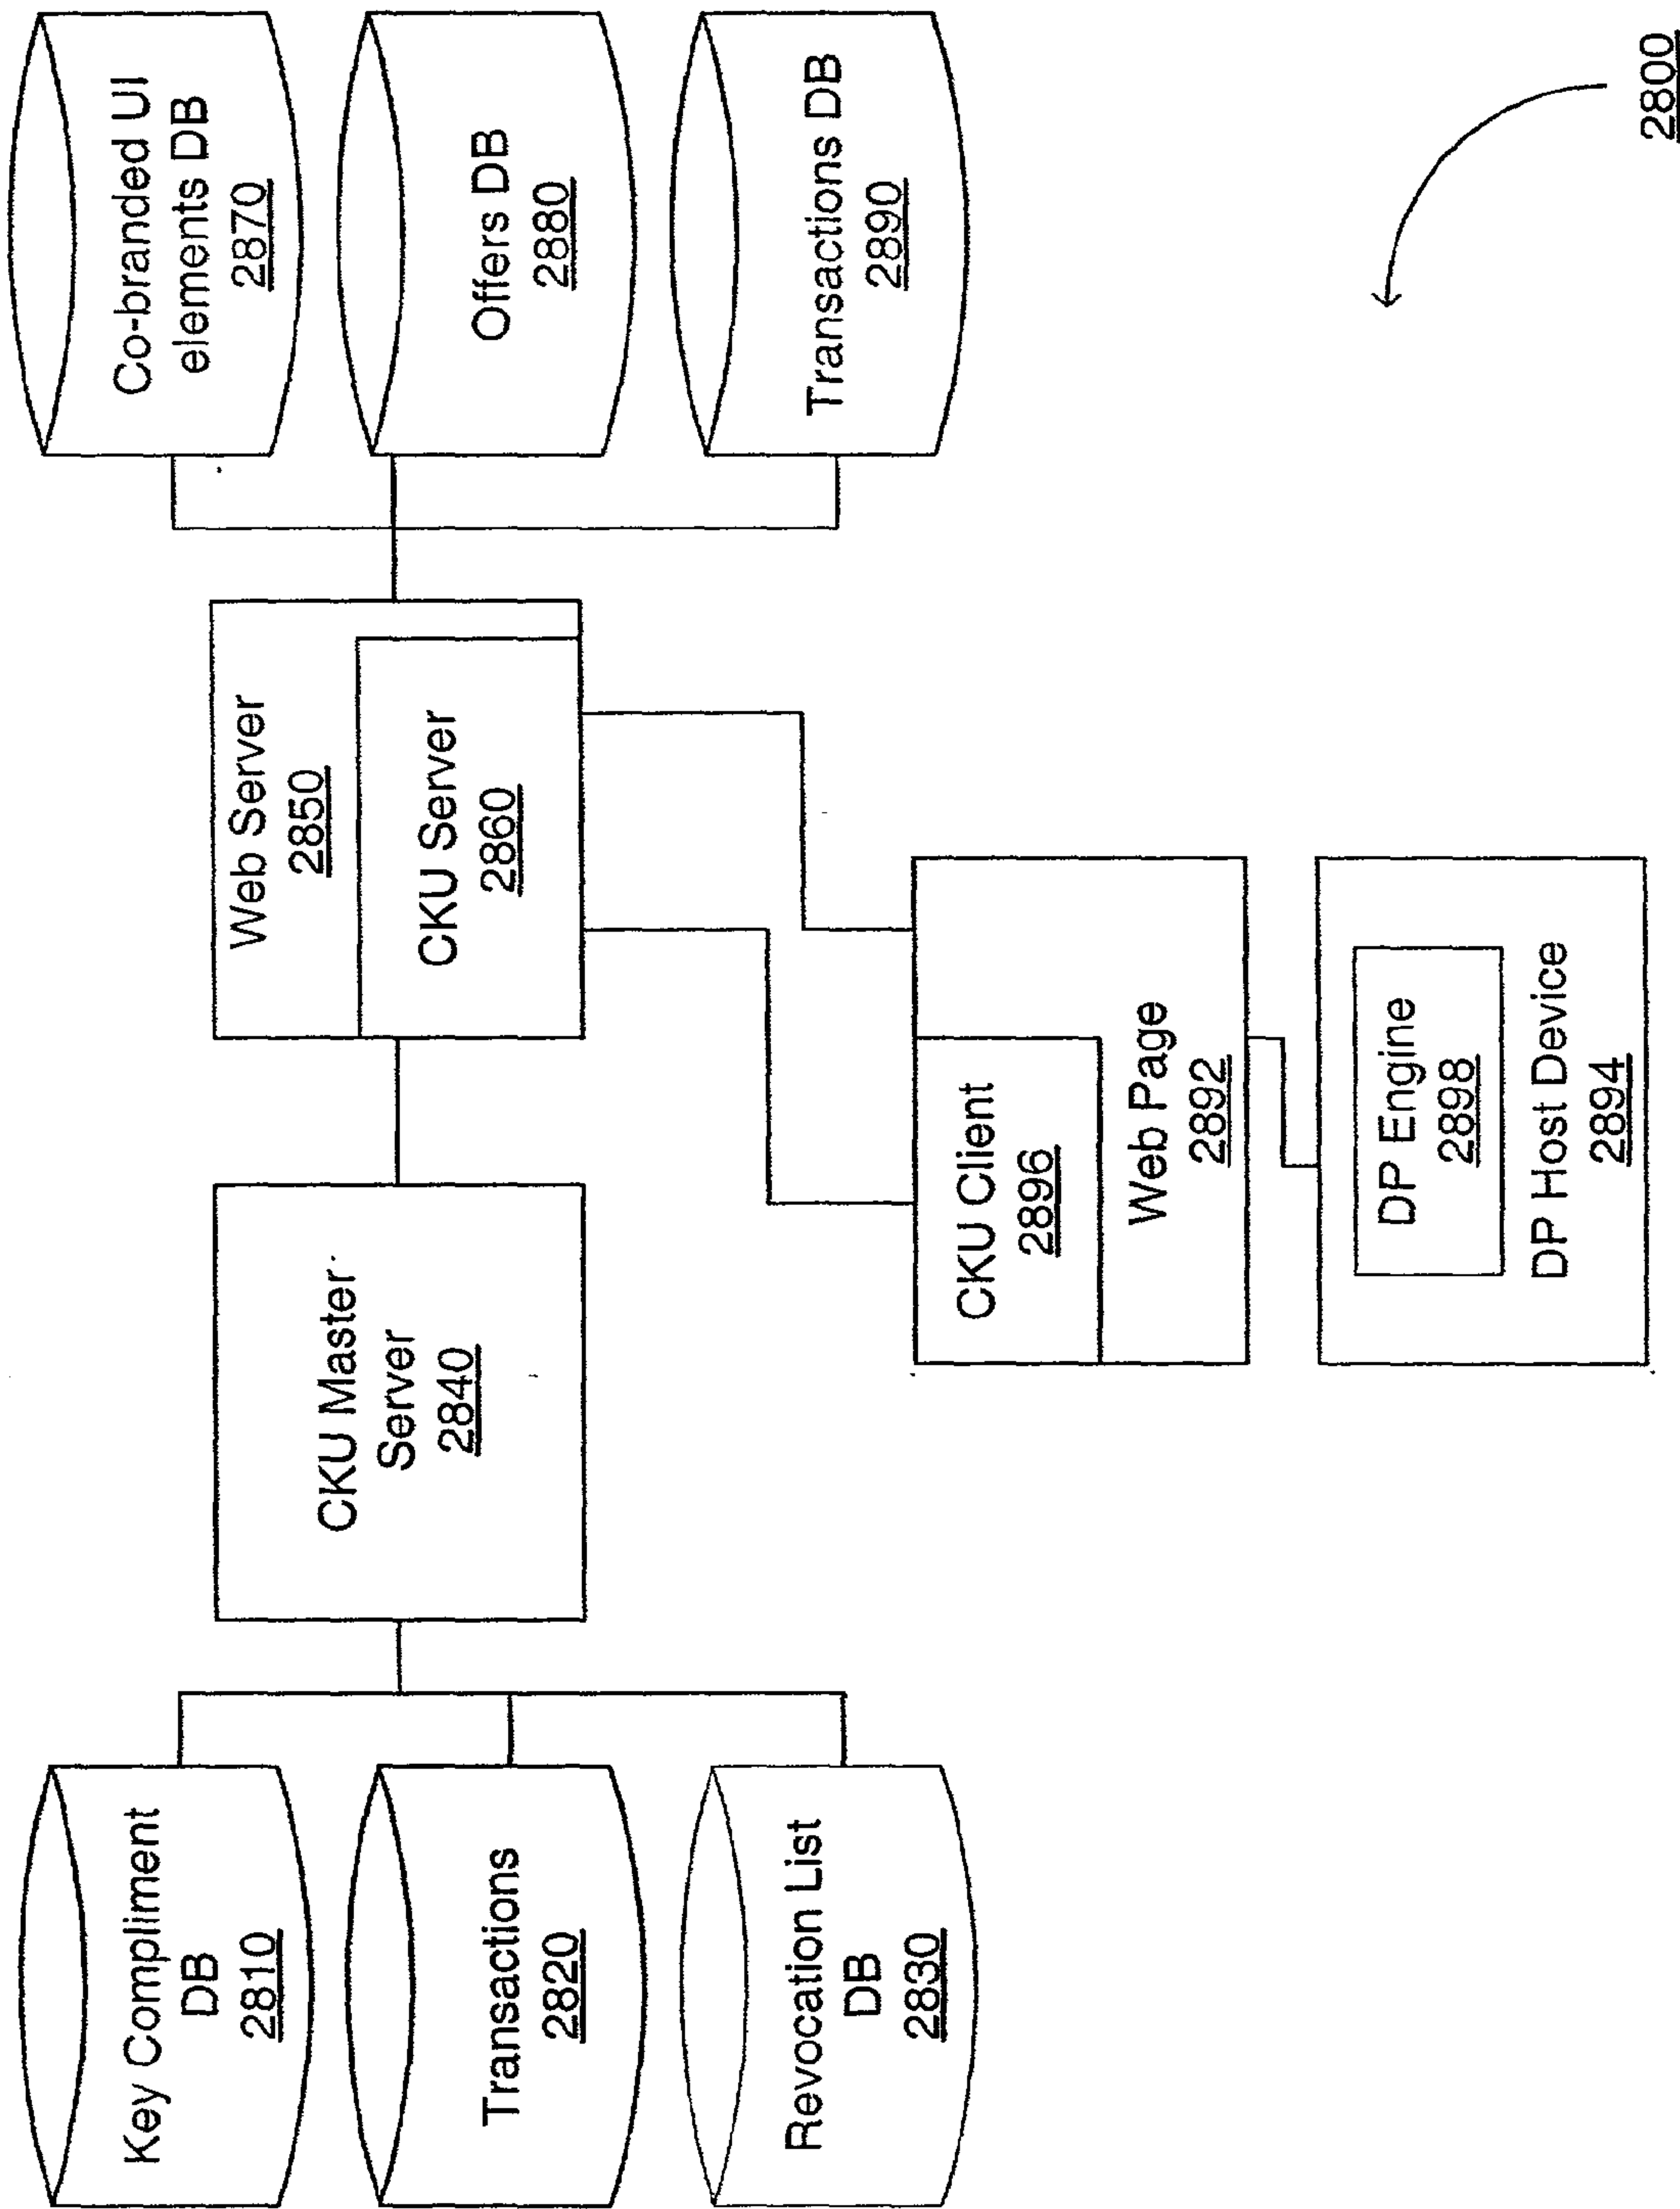 Key Compliment
DB
2810
Transactions
2820
Revocation List
DB
2830
CKU Master
Server
2840
Web Server
2850
CKU Server
2860
Co-branded UI
elements DB
2870
Offers DB
2880
Transactions DB
2890
CKU Client
2896
Web Page
2892
DP Engine
2898
DP Host Device
2894
2800